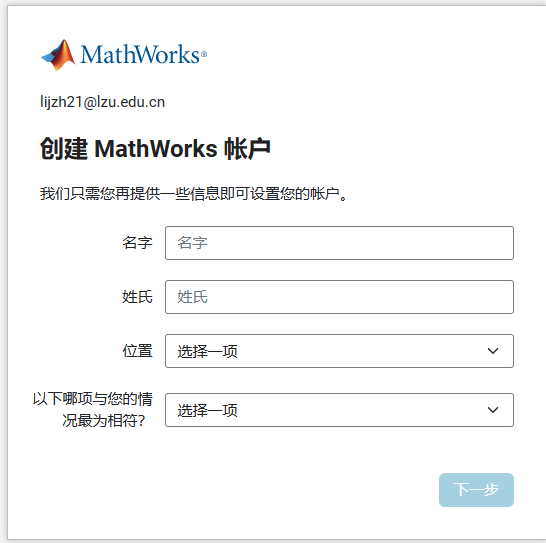 MathWorks®
lijzh21@lzu.edu.cn
创建 MathWorks 帐户
我们只需您再提供一些信息即可设置您的帐户。
名字 名字
姓氏 姓氏
位置 选择一项
以下哪项与您的情
况最为相符? 选择一项
下一步